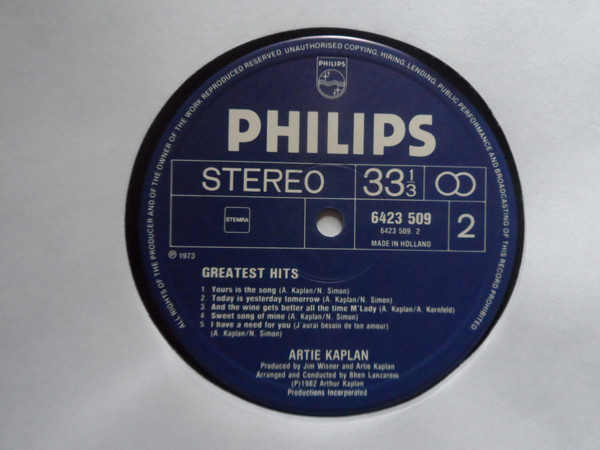 ALL RIGHTS OF THE PRODUCER AND OF THE OWNER OF THE WORK REPRODUCED RESERVED. UNAUTHORISED COPYING, HIRING, LENDING, PUBLIC PERFORMANCE AND BROADCASTING OF THIS RECORD PROHIBITED
PHILIPS
PHILIPS
STEREO 33 1/3
STEMRA 6423 509
6423 509. 2
MADE IN HOLLAND
2
Ⓟ 1973
GREATEST HITS
1 Yours is the song (A. Kaplan/N. Simon)
2 Today is yesterday tomorrow (A. Kaplan/N. Simon)
3 And the wine gets better all the time M'Lady (A. Kaplan/A. Kornfeld)
4 Sweet song of mine (A. Kaplan/N. Simon)
5 I have a need for you (J'aurai besoin de ton amour)
(A. Kaplan/N. Simon)
ARTIE KAPLAN
Produced by Jim Wisner and Artie Kaplan
Arranged and Conducted by Bhen Lanzaroni
(P)1982 Arthur Kaplan
Productions Incorporated